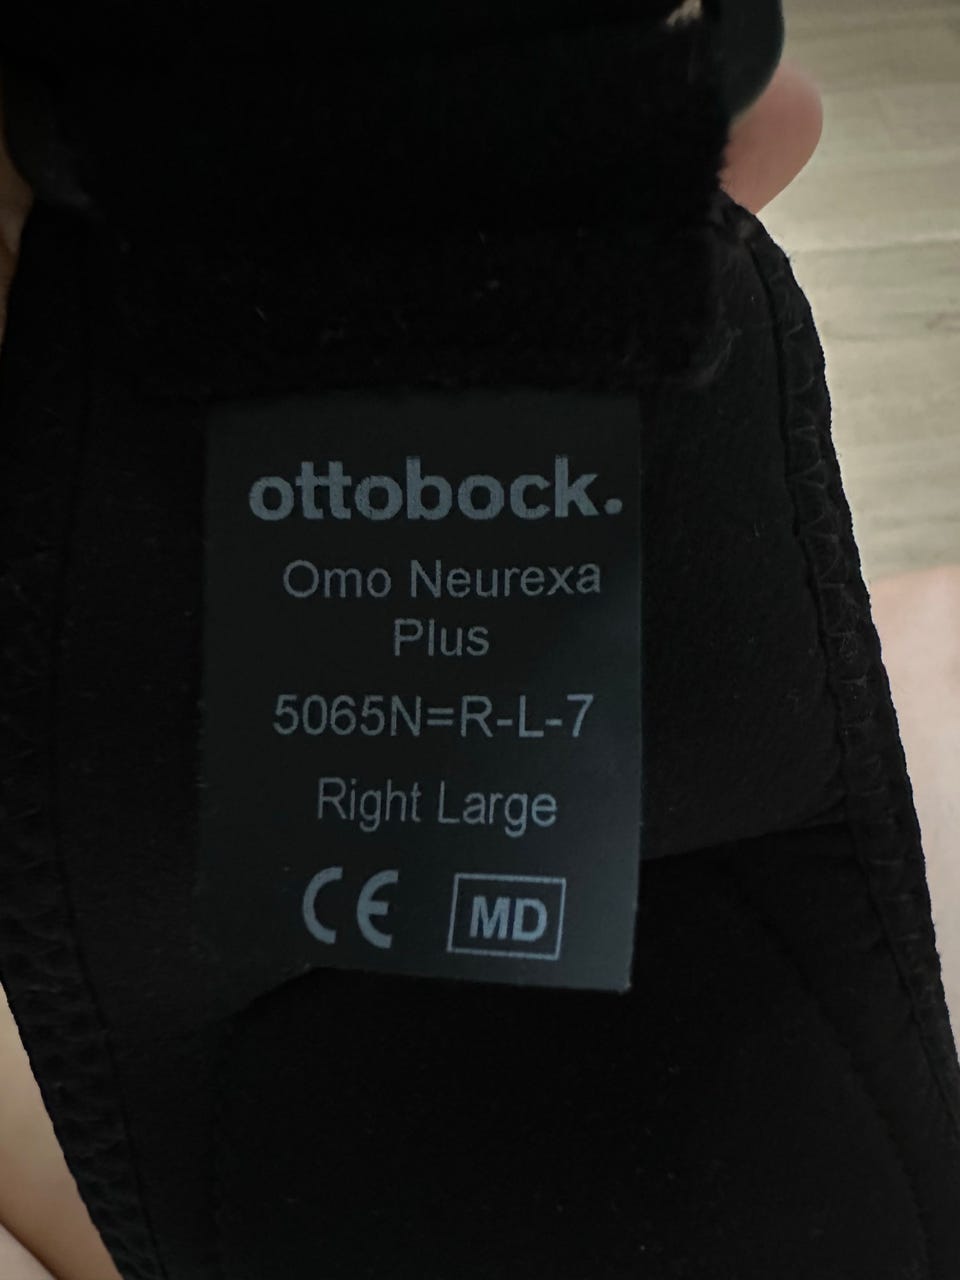 ottobock.
Omo Neurexa
Plus
5065N=R-L-7
Right Large
CE MD